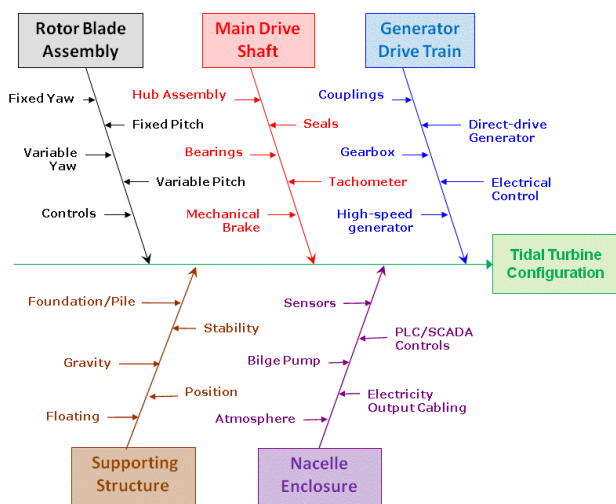 Rotor Blade
Assembly
Main Drive
Shaft
Generator
Drive Train
Fixed Yaw
Fixed Pitch
Variable
Yaw
Variable Pitch
Controls
Hub Assembly
Seals
Bearings
Tachometer
Mechanical
Brake
Couplings
Direct-drive
Generator
Gearbox
Electrical
Control
High-speed
generator
Tidal Turbine
Configuration
Foundation/Pile
Stability
Gravity
Position
Floating
Sensors
PLC/SCADA
Controls
Bilge Pump
Electricity
Output Cabling
Atmosphere
Supporting
Structure
Nacelle
Enclosure